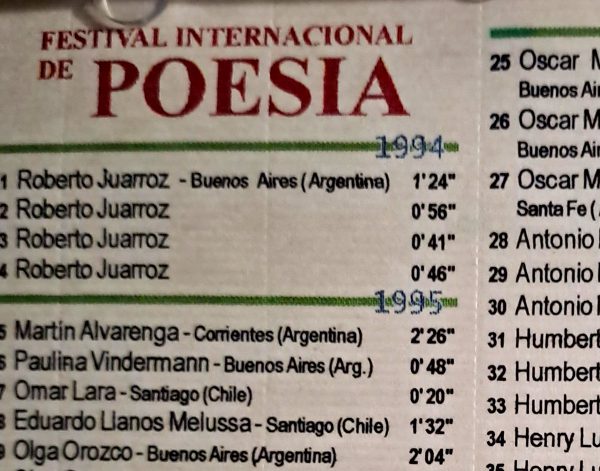 FESTIVAL INTERNACIONAL
DE POESIA
1994
1 Roberto Juarroz - Buenos Aires (Argentina) 1'24"
2 Roberto Juarroz 0'56"
3 Roberto Juarroz 0'41"
4 Roberto Juarroz 0'46"
1995
5 Martin Alvarenga - Corrientes (Argentina) 2'26"
6 Paulina Vindermann - Buenos Aires (Arg.) 0'48"
7 Omar Lara - Santiago (Chile) 0'20"
8 Eduardo Llanos Melussa - Santiago (Chile) 1'32"
9 Olga Orozco - Buenos Aires (Argentina) 2'04"
25 Oscar M
Buenos Air
26 Oscar M
Buenos Air
27 Oscar M
Santa Fe (
28 Antonio
29 Antonio
30 Antonio
31 Humbert
32 Humbert
33 Humbert
34 Henry Lu
35 Henry Lu